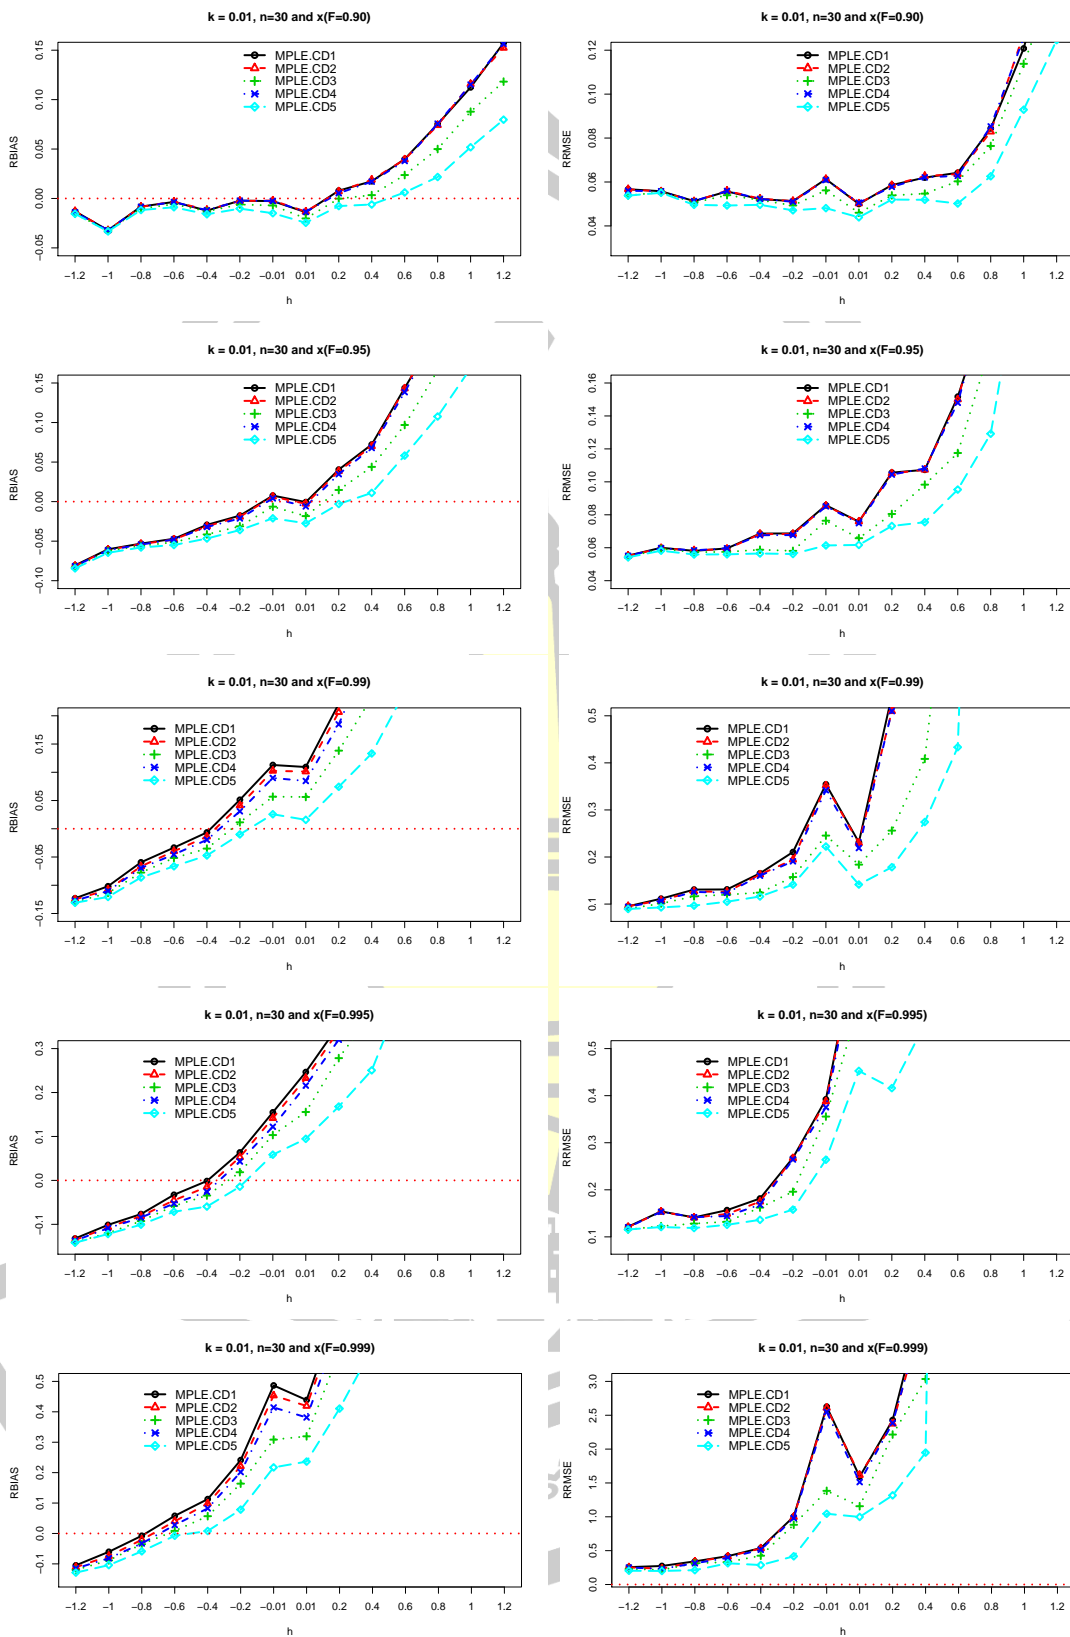 k = 0.01, n=30 and x(F=0.90)
RBIAS
0.15
0.10
0.05
0.00
−0.05
MPLE.CD1
MPLE.CD2
MPLE.CD3
MPLE.CD4
MPLE.CD5
−1.2 −1 −0.8 −0.6 −0.4 −0.2 −0.01 0.01 0.2 0.4 0.6 0.8 1 1.2
h
k = 0.01, n=30 and x(F=0.90)
RRMSE
0.12
0.10
0.08
0.06
0.04
MPLE.CD1
MPLE.CD2
MPLE.CD3
MPLE.CD4
MPLE.CD5
−1.2 −1 −0.8 −0.6 −0.4 −0.2 −0.01 0.01 0.2 0.4 0.6 0.8 1 1.2
h
k = 0.01, n=30 and x(F=0.95)
RBIAS
0.15
0.10
0.05
0.00
−0.05
−0.10
MPLE.CD1
MPLE.CD2
MPLE.CD3
MPLE.CD4
MPLE.CD5
−1.2 −1 −0.8 −0.6 −0.4 −0.2 −0.01 0.01 0.2 0.4 0.6 0.8 1 1.2
h
k = 0.01, n=30 and x(F=0.95)
RRMSE
0.16
0.14
0.12
0.10
0.08
0.06
0.04
MPLE.CD1
MPLE.CD2
MPLE.CD3
MPLE.CD4
MPLE.CD5
−1.2 −1 −0.8 −0.6 −0.4 −0.2 −0.01 0.01 0.2 0.4 0.6 0.8 1 1.2
h
k = 0.01, n=30 and x(F=0.99)
RBIAS
0.15
0.05
−0.05
−0.15
MPLE.CD1
MPLE.CD2
MPLE.CD3
MPLE.CD4
MPLE.CD5
−1.2 −1 −0.8 −0.6 −0.4 −0.2 −0.01 0.01 0.2 0.4 0.6 0.8 1 1.2
h
k = 0.01, n=30 and x(F=0.99)
RRMSE
0.5
0.4
0.3
0.2
0.1
MPLE.CD1
MPLE.CD2
MPLE.CD3
MPLE.CD4
MPLE.CD5
−1.2 −1 −0.8 −0.6 −0.4 −0.2 −0.01 0.01 0.2 0.4 0.6 0.8 1 1.2
h
k = 0.01, n=30 and x(F=0.995)
RBIAS
0.3
0.2
0.1
0.0
−0.1
MPLE.CD1
MPLE.CD2
MPLE.CD3
MPLE.CD4
MPLE.CD5
−1.2 −1 −0.8 −0.6 −0.4 −0.2 −0.01 0.01 0.2 0.4 0.6 0.8 1 1.2
h
k = 0.01, n=30 and x(F=0.995)
RRMSE
0.5
0.4
0.3
0.2
0.1
MPLE.CD1
MPLE.CD2
MPLE.CD3
MPLE.CD4
MPLE.CD5
−1.2 −1 −0.8 −0.6 −0.4 −0.2 −0.01 0.01 0.2 0.4 0.6 0.8 1 1.2
h
k = 0.01, n=30 and x(F=0.999)
RBIAS
0.5
0.4
0.3
0.2
0.1
0.0
−0.1
MPLE.CD1
MPLE.CD2
MPLE.CD3
MPLE.CD4
MPLE.CD5
−1.2 −1 −0.8 −0.6 −0.4 −0.2 −0.01 0.01 0.2 0.4 0.6 0.8 1 1.2
h
k = 0.01, n=30 and x(F=0.999)
RRMSE
3.0
2.5
2.0
1.5
1.0
0.5
0.0
MPLE.CD1
MPLE.CD2
MPLE.CD3
MPLE.CD4
MPLE.CD5
−1.2 −1 −0.8 −0.6 −0.4 −0.2 −0.01 0.01 0.2 0.4 0.6 0.8 1 1.2
h